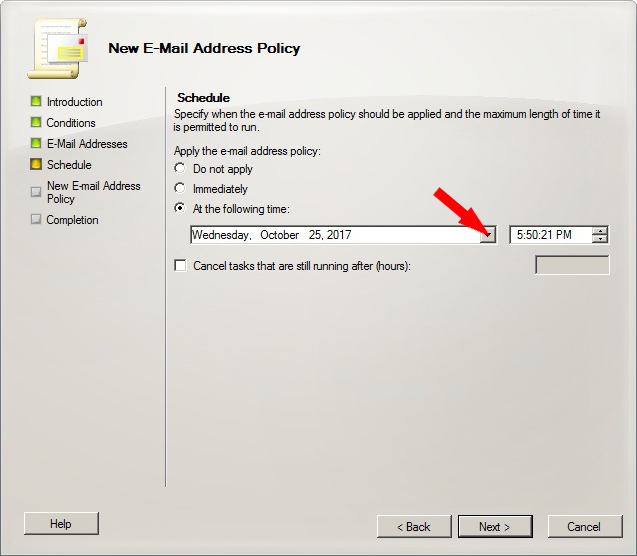 New E-Mail Address Policy
Introduction
Conditions
E-Mail Addresses
Schedule
New E-mail Address
Policy
Completion
Schedule
Specify when the e-mail address policy should be applied and the maximum length of time it
is permitted to run.
Apply the e-mail address policy:
Do not apply
Immediately
At the following time:
Wednesday, October 25, 2017 5:50:21 PM
Cancel tasks that are still running after (hours):
Help < Back Next > Cancel